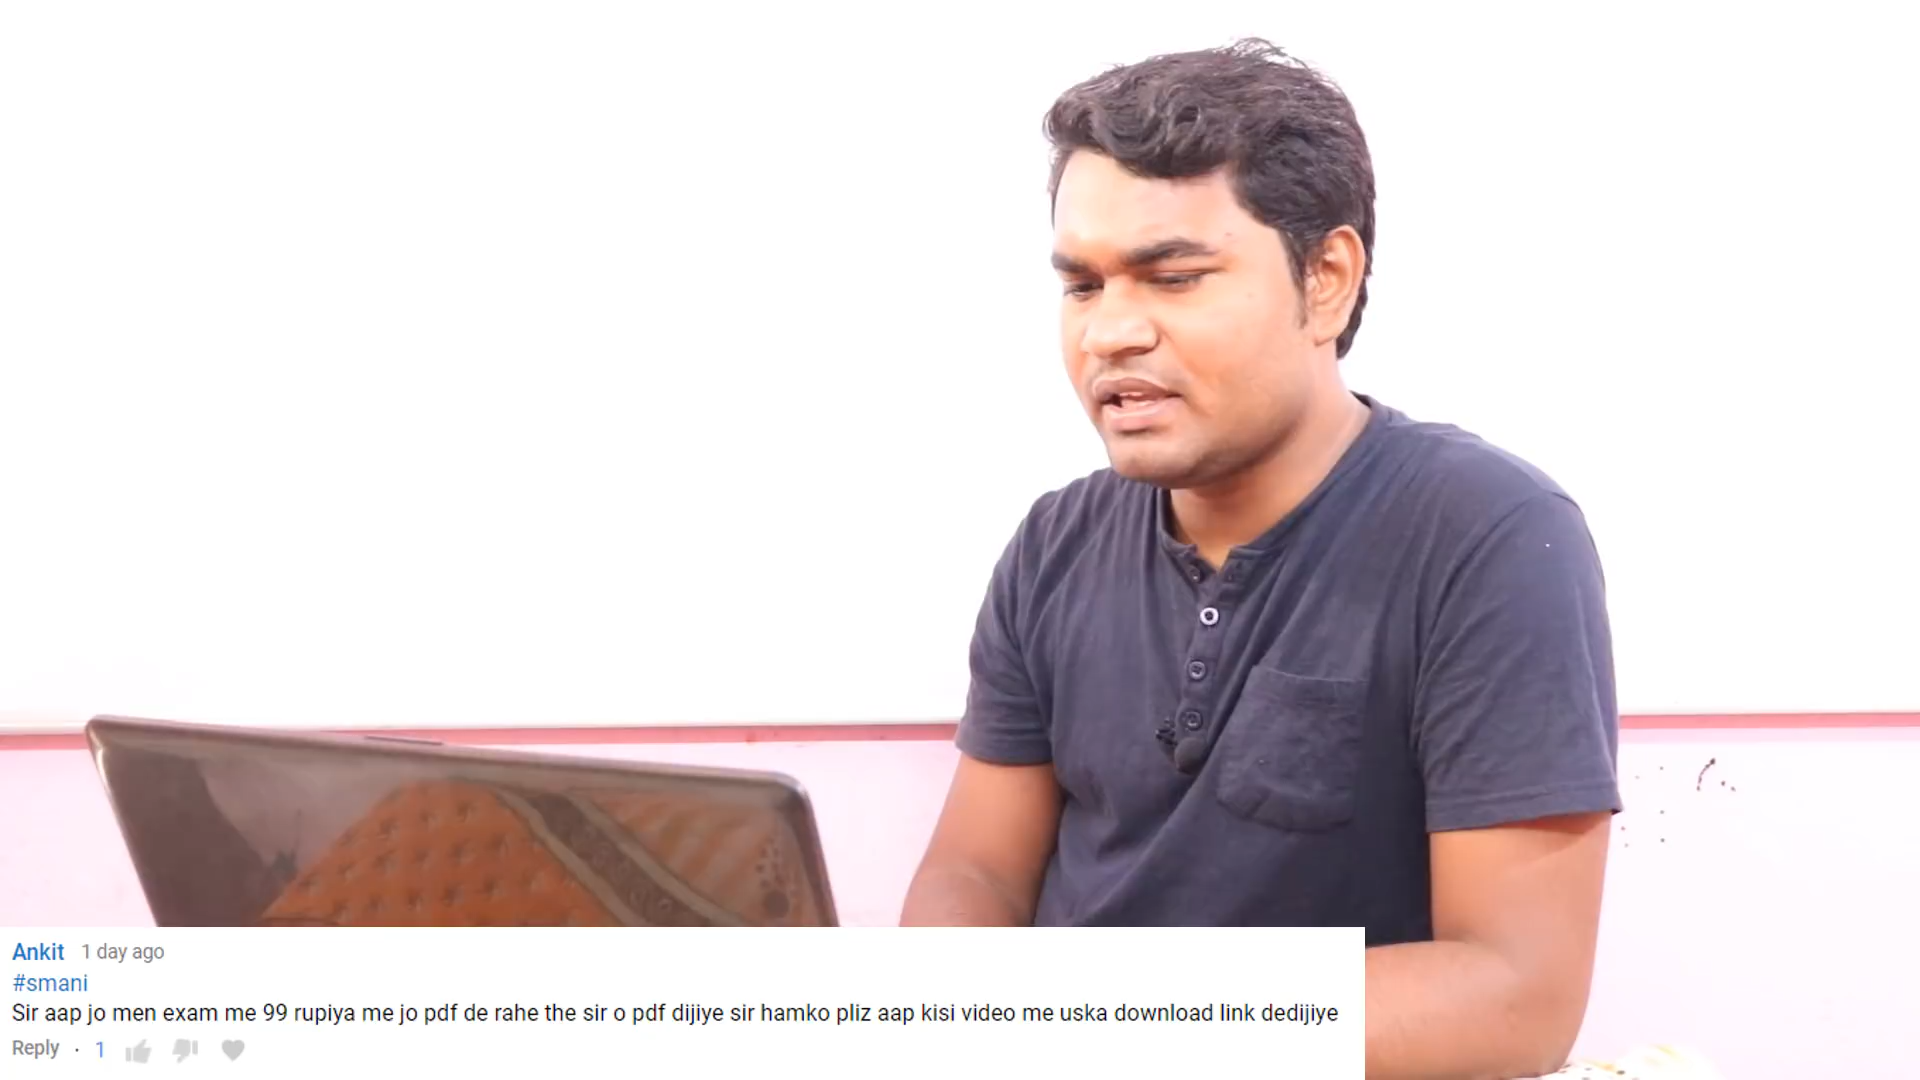 Ankit 1 day ago
#smani
Sir aap jo men exam me 99 rupiya me jo pdf de rahe the sir o pdf dijiye sir hamko pliz aap kisi video me uska download link dedijiye
Reply · 1